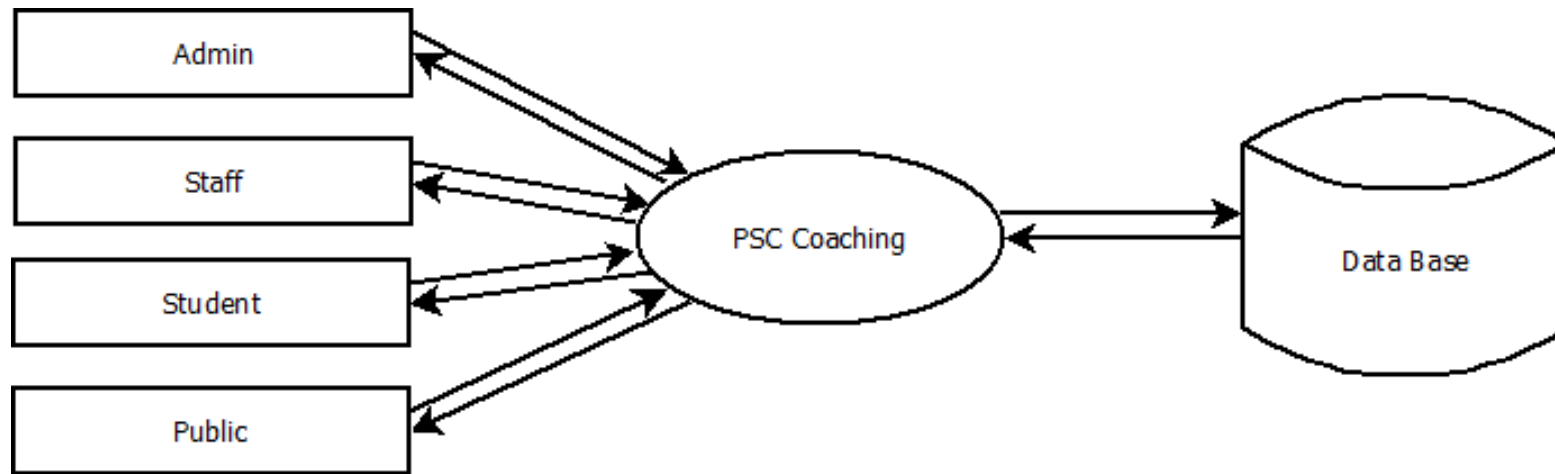 Admin
Staff
PSC Coaching
Data Base
Student
Public